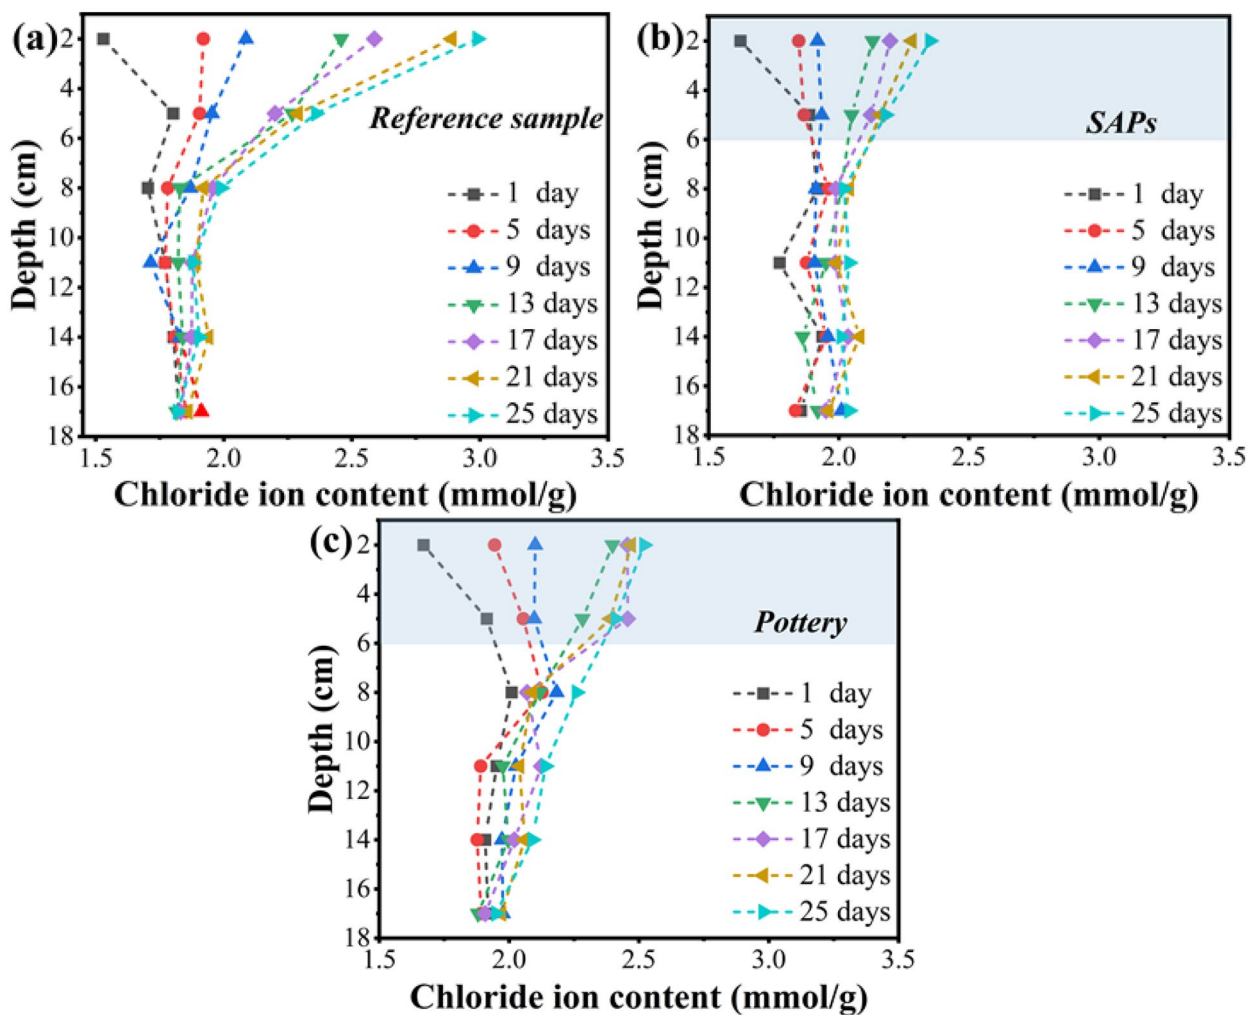 (a)
2
4
6
8
10
12
14
16
18
Depth (cm)
Reference sample
1 day
5 days
9 days
13 days
17 days
21 days
25 days
1.5 2.0 2.5 3.0 3.5
Chloride ion content (mmol/g)
(b)
2
4
6
8
10
12
14
16
18
Depth (cm)
SAPs
1 day
5 days
9 days
13 days
17 days
21 days
25 days
1.5 2.0 2.5 3.0 3.5
Chloride ion content (mmol/g)
(c)
2
4
6
8
10
12
14
16
18
Depth (cm)
Pottery
1 day
5 days
9 days
13 days
17 days
21 days
25 days
1.5 2.0 2.5 3.0 3.5
Chloride ion content (mmol/g)